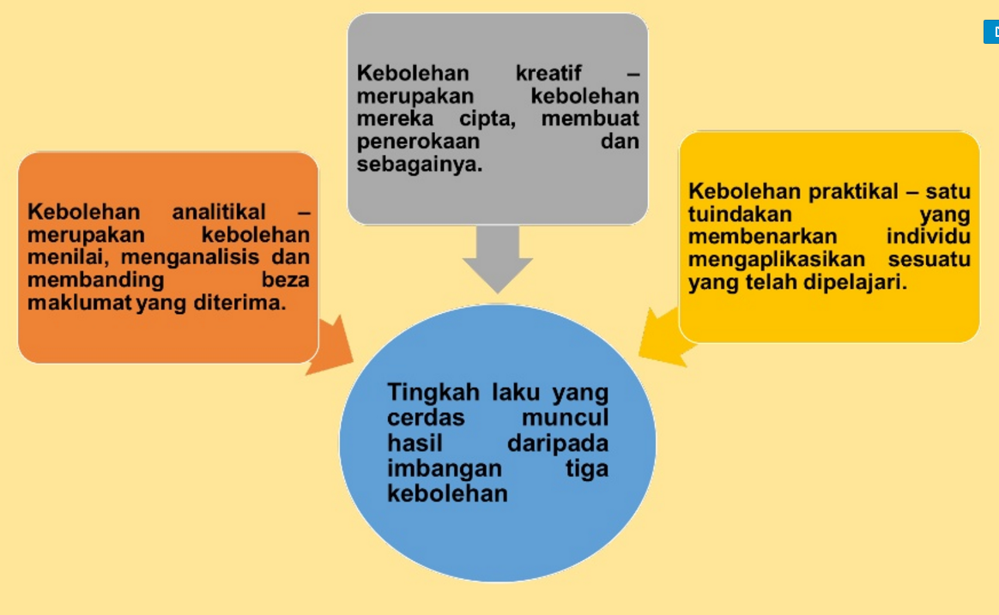 Kebolehan kreatif –
merupakan kebolehan
mereka cipta, membuat
penerokaan dan
sebagainya.
Kebolehan analitikal –
merupakan kebolehan
menilai, menganalisis dan
membanding beza
maklumat yang diterima.
Kebolehan praktikal – satu
tuindakan yang
membenarkan individu
mengaplikasikan sesuatu
yang telah dipelajari.
Tingkah laku yang
cerdas muncul
hasil daripada
imbangan tiga
kebolehan